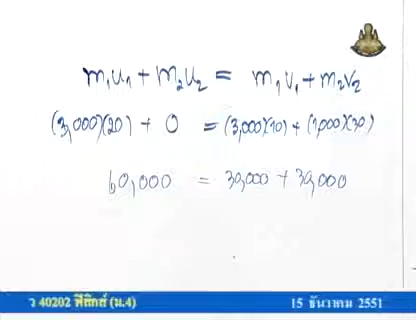 m₁u₁ + m₂u₂ = m₁v₁ + m₂v₂
(3,000)(20) + 0 = (3,000)(10) + (1,000)(30)
60,000 = 30,000 + 30,000
ว 40202 ฟิสิกส์ (ม.4) 15 ธันวาคม 2551